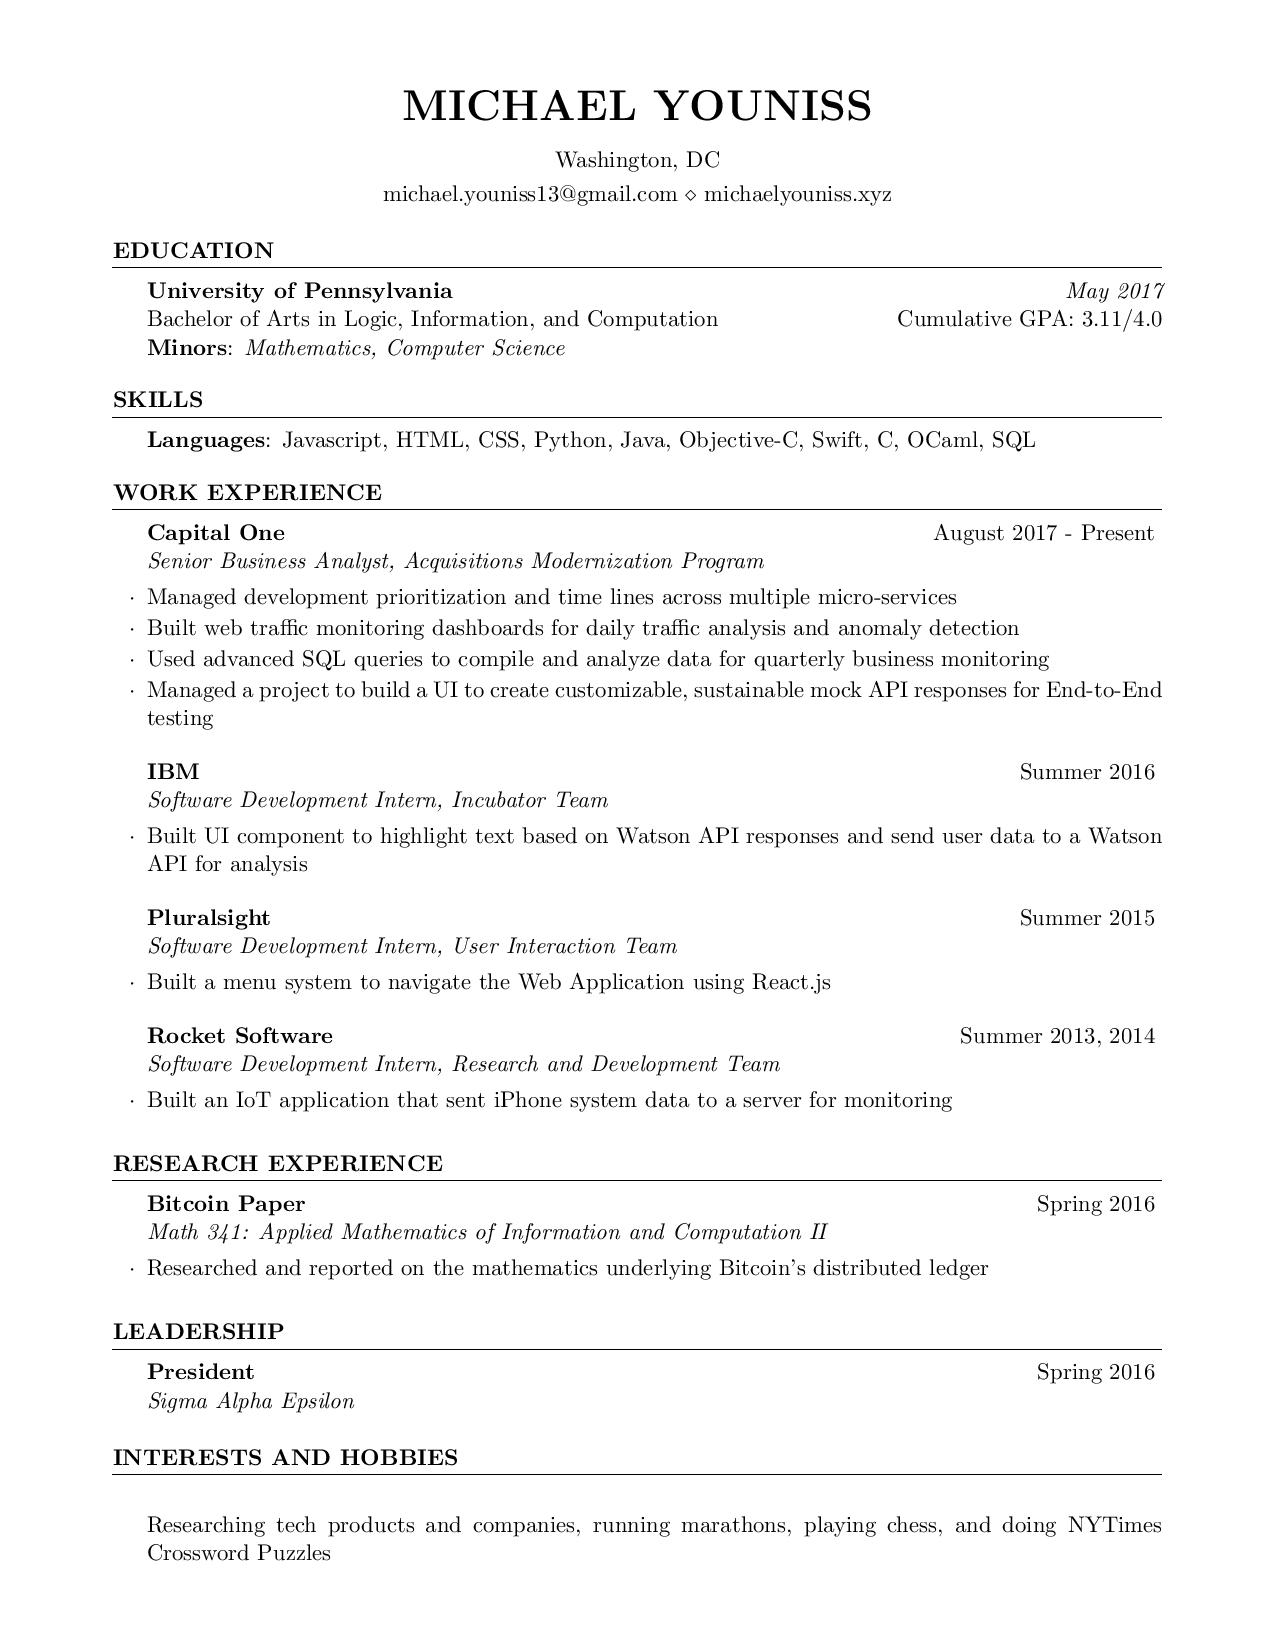 MICHAEL YOUNISS
Washington, DC
michael.youniss13@gmail.com ⋄ michaelyouniss.xyz
EDUCATION
University of Pennsylvania May 2017
Bachelor of Arts in Logic, Information, and Computation Cumulative GPA: 3.11/4.0
Minors: Mathematics, Computer Science
SKILLS
Languages: Javascript, HTML, CSS, Python, Java, Objective-C, Swift, C, OCaml, SQL
WORK EXPERIENCE
Capital One August 2017 - Present
Senior Business Analyst, Acquisitions Modernization Program
· Managed development prioritization and time lines across multiple micro-services
· Built web traffic monitoring dashboards for daily traffic analysis and anomaly detection
· Used advanced SQL queries to compile and analyze data for quarterly business monitoring
· Managed a project to build a UI to create customizable, sustainable mock API responses for End-to-End
testing
IBM Summer 2016
Software Development Intern, Incubator Team
· Built UI component to highlight text based on Watson API responses and send user data to a Watson
API for analysis
Pluralsight Summer 2015
Software Development Intern, User Interaction Team
· Built a menu system to navigate the Web Application using React.js
Rocket Software Summer 2013, 2014
Software Development Intern, Research and Development Team
· Built an IoT application that sent iPhone system data to a server for monitoring
RESEARCH EXPERIENCE
Bitcoin Paper Spring 2016
Math 341: Applied Mathematics of Information and Computation II
· Researched and reported on the mathematics underlying Bitcoin's distributed ledger
LEADERSHIP
President Spring 2016
Sigma Alpha Epsilon
INTERESTS AND HOBBIES
Researching tech products and companies, running marathons, playing chess, and doing NYTimes
Crossword Puzzles